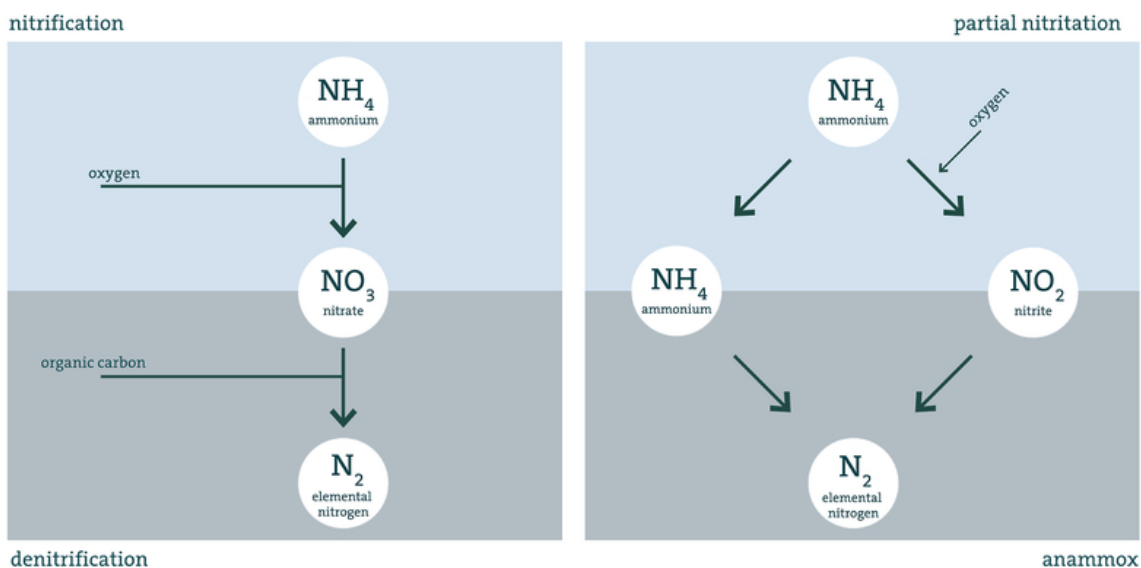 nitrification
NH₄
ammonium
oxygen
NO₃
nitrate
organic carbon
N₂
elemental
nitrogen
denitrification
partial nitritation
NH₄
ammonium
oxygen
NH₄
ammonium
NO₂
nitrite
N₂
elemental
nitrogen
anammox